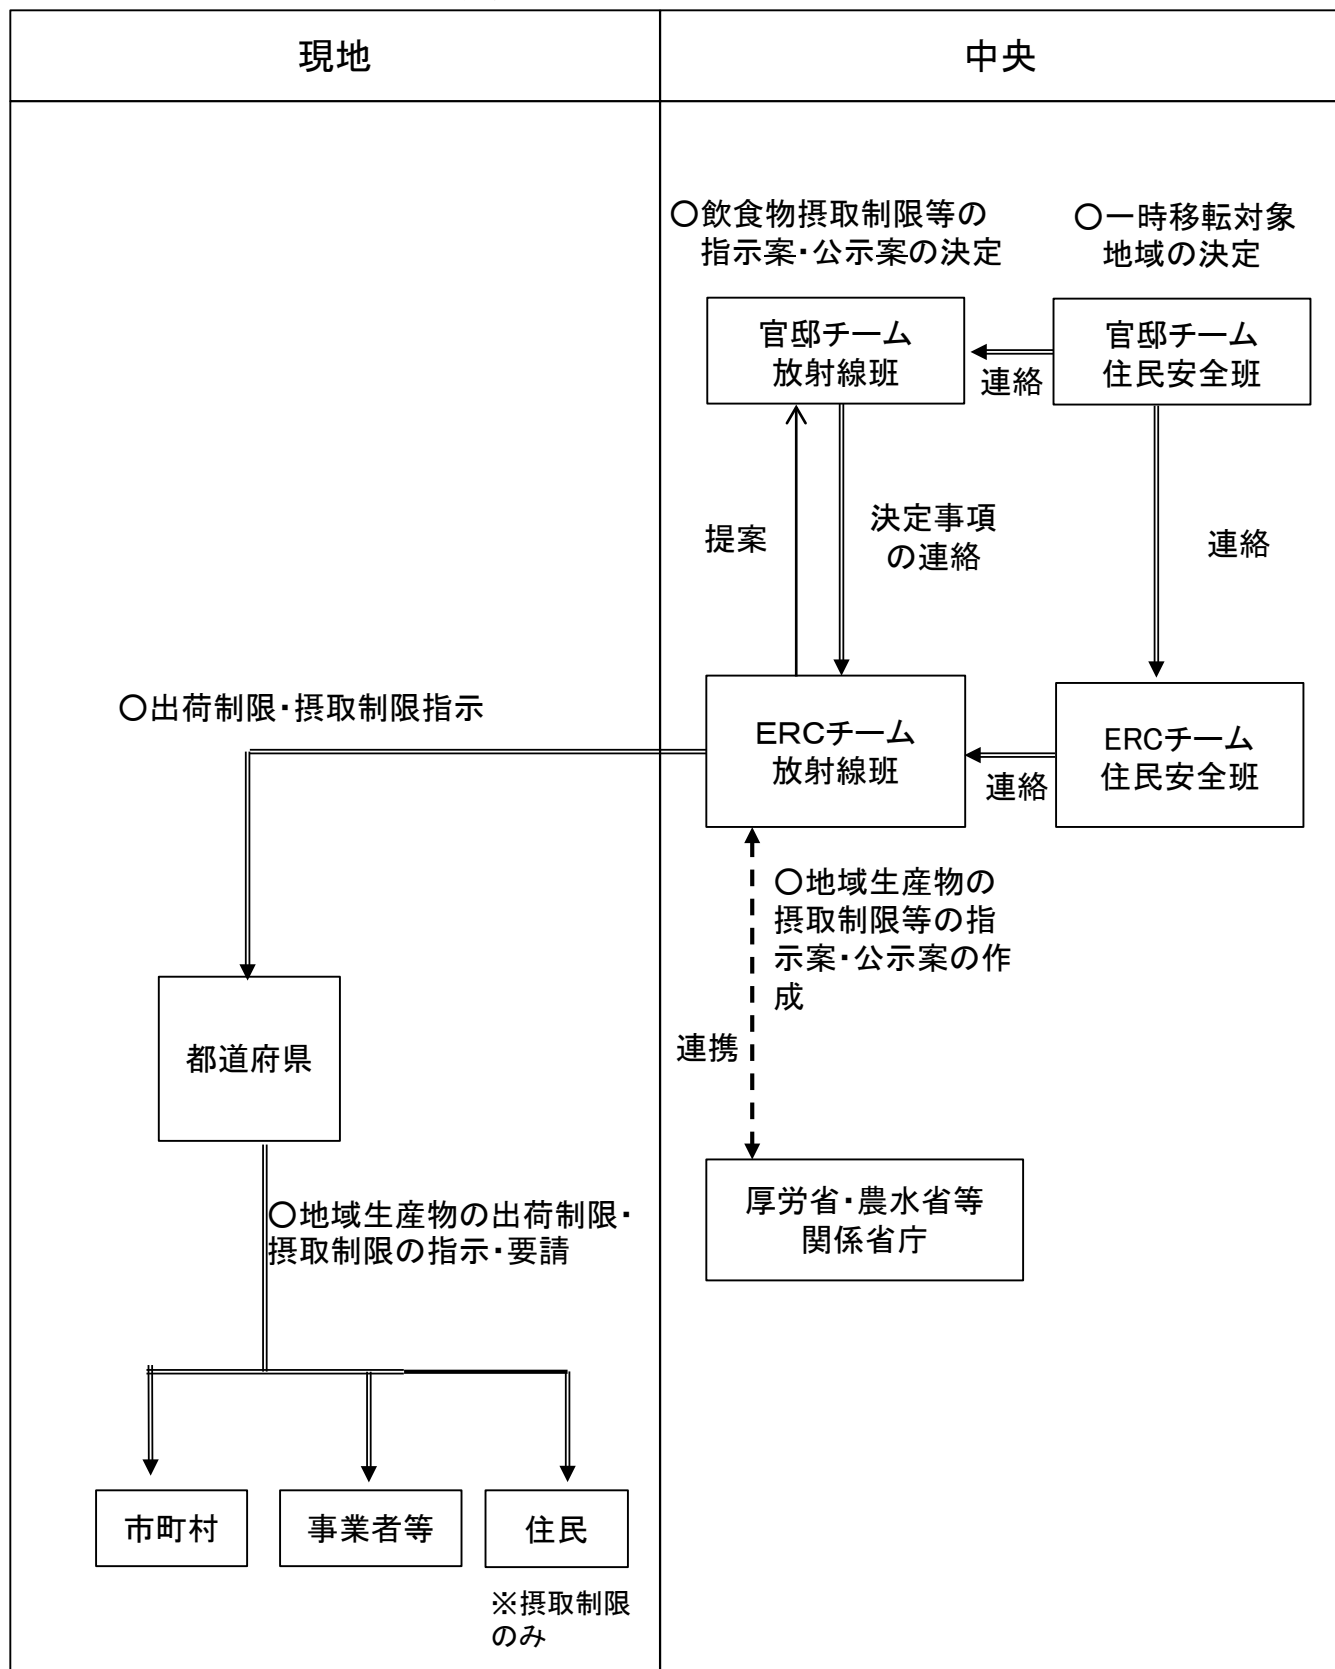 現地
中央
〇飲食物摂取制限等の
指示案・公示案の決定
〇一時移転対象
地域の決定
官邸チーム
放射線班
官邸チーム
住民安全班
連絡
提案
決定事項
の連絡
連絡
〇出荷制限・摂取制限指示
ERCチーム
放射線班
ERCチーム
住民安全班
連絡
〇地域生産物の
摂取制限等の指
示案・公示案の作
成
連携
都道府県
厚労省・農水省等
関係省庁
〇地域生産物の出荷制限・
摂取制限の指示・要請
市町村
事業者等
住民
※摂取制限
のみ